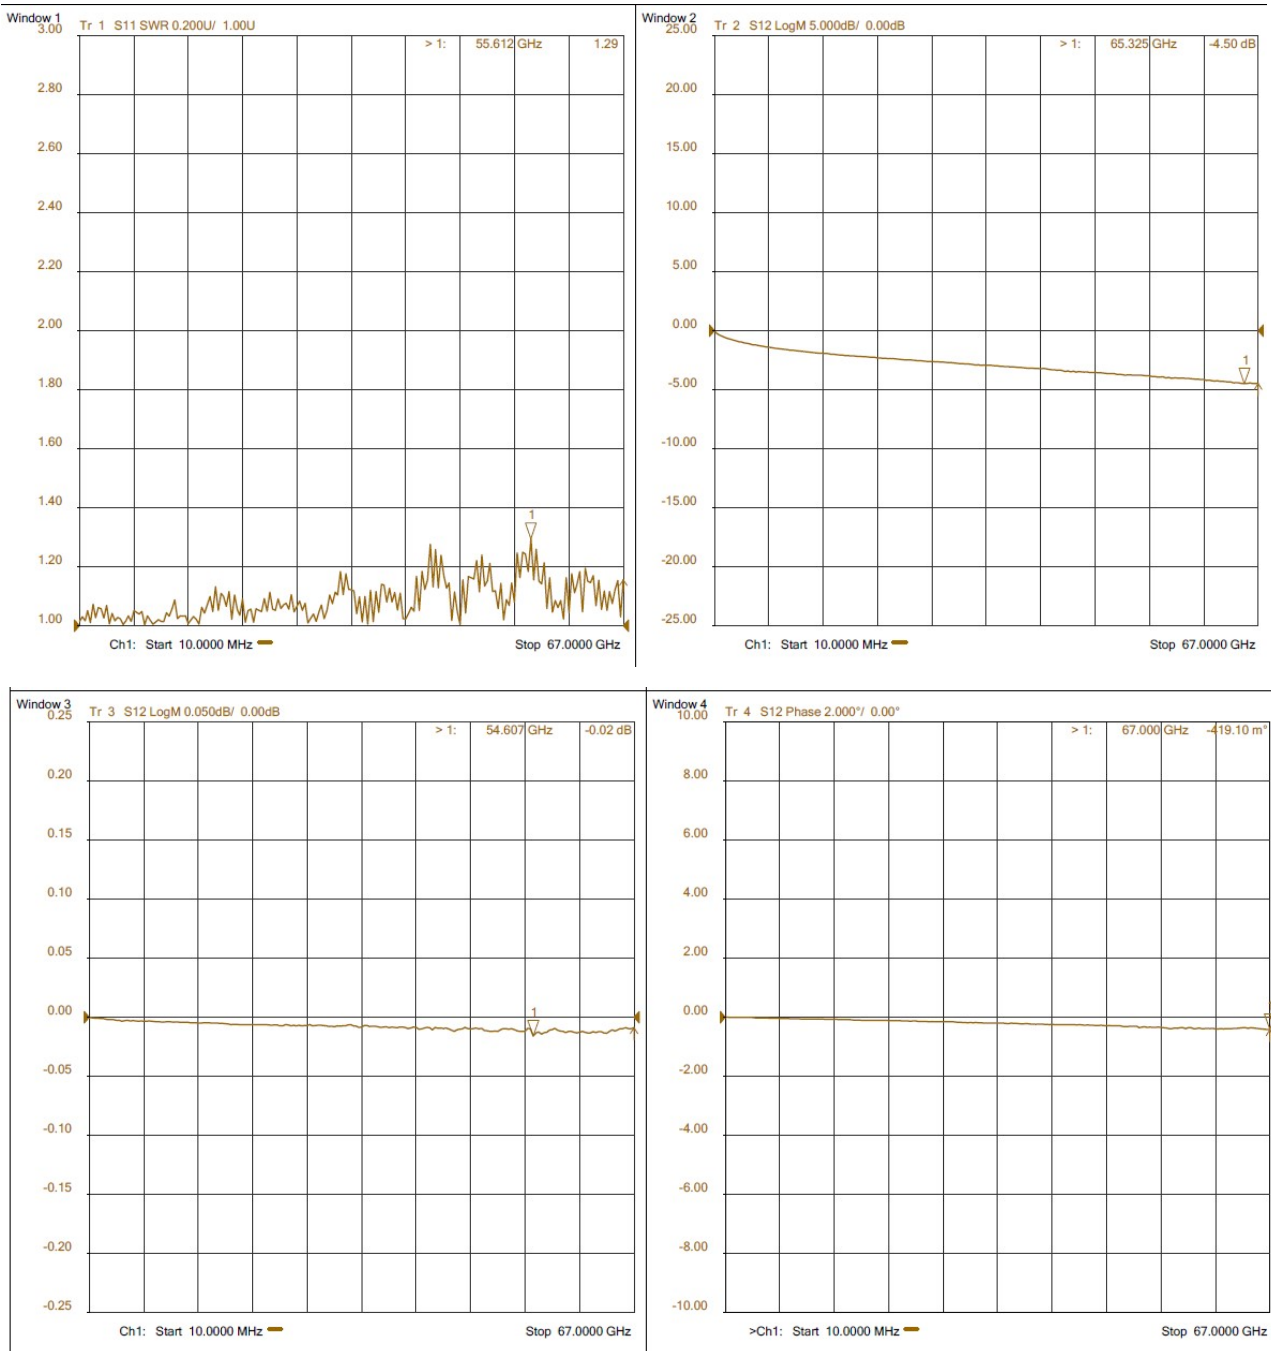 Window 1
Tr 1 S11 SWR 0.200U/ 1.00U
> 1: 55.612 GHz 1.29
3.00
2.80
2.60
2.40
2.20
2.00
1.80
1.60
1.40
1.20
1.00
1
Ch1: Start 10.0000 MHz
Stop 67.0000 GHz
Window 2
Tr 2 S12 LogM 5.000dB/ 0.00dB
> 1: 65.325 GHz -4.50 dB
25.00
20.00
15.00
10.00
5.00
0.00
-5.00
-10.00
-15.00
-20.00
-25.00
1
Ch1: Start 10.0000 MHz
Stop 67.0000 GHz
Window 3
Tr 3 S12 LogM 0.050dB/ 0.00dB
> 1: 54.607 GHz -0.02 dB
0.25
0.20
0.15
0.10
0.05
0.00
-0.05
-0.10
-0.15
-0.20
-0.25
1
Ch1: Start 10.0000 MHz
Stop 67.0000 GHz
Window 4
Tr 4 S12 Phase 2.000°/ 0.00°
> 1: 67.000 GHz -419.10 m°
10.00
8.00
6.00
4.00
2.00
0.00
-2.00
-4.00
-6.00
-8.00
-10.00
>Ch1: Start 10.0000 MHz
Stop 67.0000 GHz